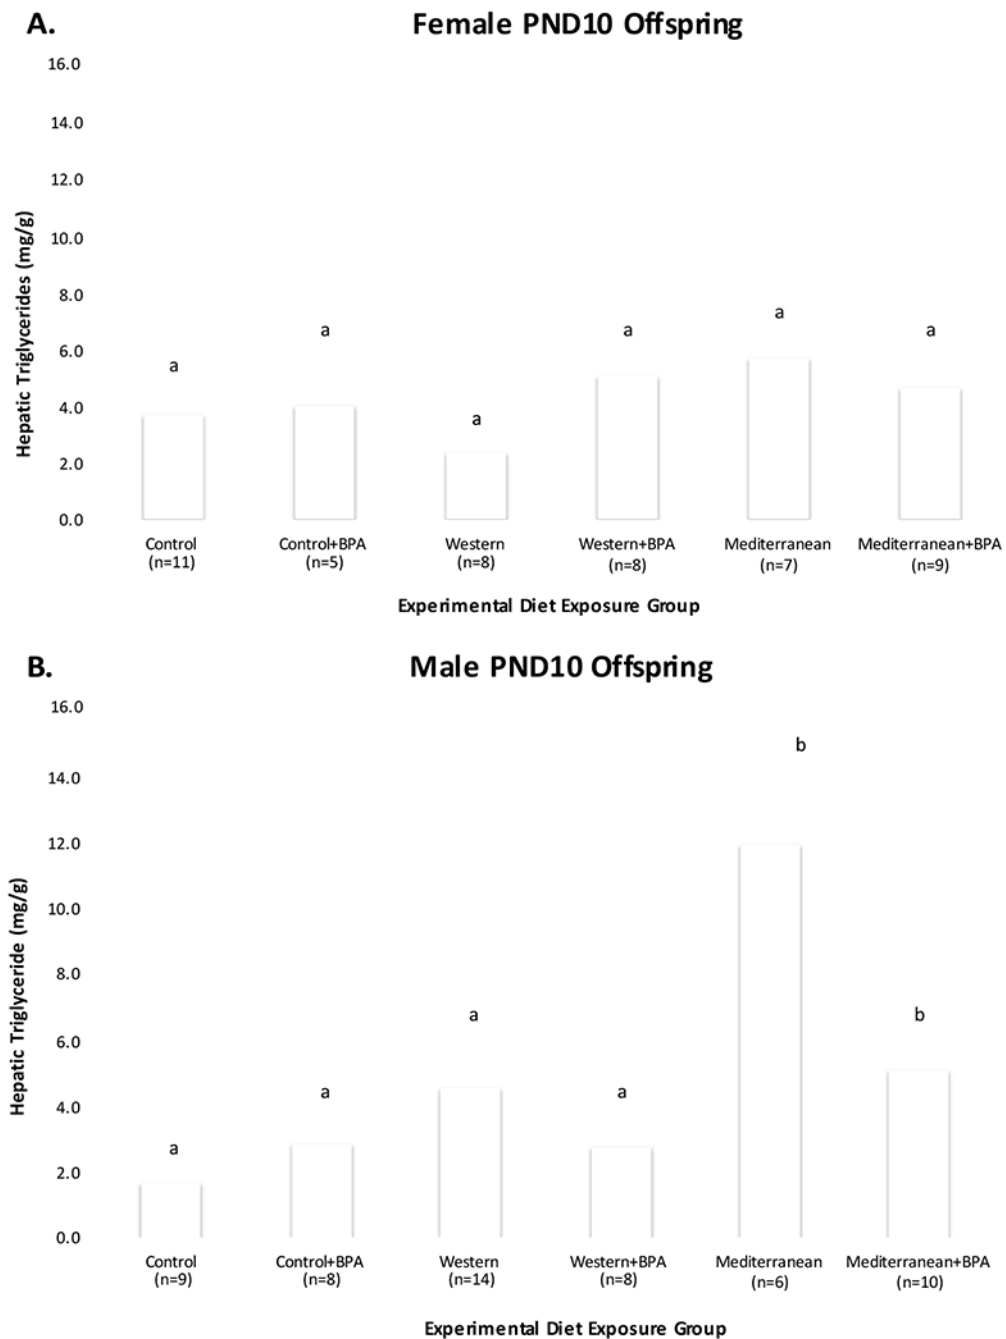 A.
Female PND10 Offspring
Hepatic Triglycerides (mg/g)
16.0
14.0
12.0
10.0
8.0
6.0
4.0
2.0
0.0
a
a
a
a
a
a
Control
(n=11)
Control+BPA
(n=5)
Western
(n=8)
Western+BPA
(n=8)
Mediterranean
(n=7)
Mediterranean+BPA
(n=9)
Experimental Diet Exposure Group
B.
Male PND10 Offspring
Hepatic Triglyceride (mg/g)
16.0
14.0
12.0
10.0
8.0
6.0
4.0
2.0
0.0
a
a
a
a
b
b
Control
(n=9)
Control+BPA
(n=8)
Western
(n=14)
Western+BPA
(n=8)
Mediterranean
(n=6)
Mediterranean+BPA
(n=10)
Experimental Diet Exposure Group